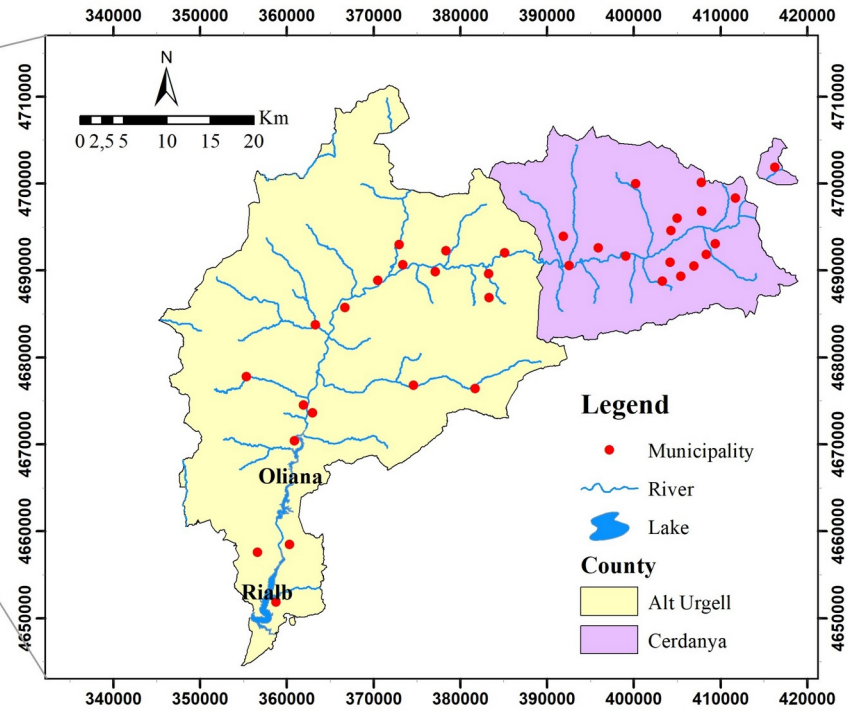 340000 350000 360000 370000 380000 390000 400000 410000 420000
N
Km
0 2,5 5 10 15 20
4710000 4710000
4700000 4700000
4690000 4690000
4680000 4680000
4670000 4670000
4660000 4660000
4650000 4650000
Oliana
Rialb
Legend
Municipality
River
Lake
County
Alt Urgell
Cerdanya
340000 350000 360000 370000 380000 390000 400000 410000 420000